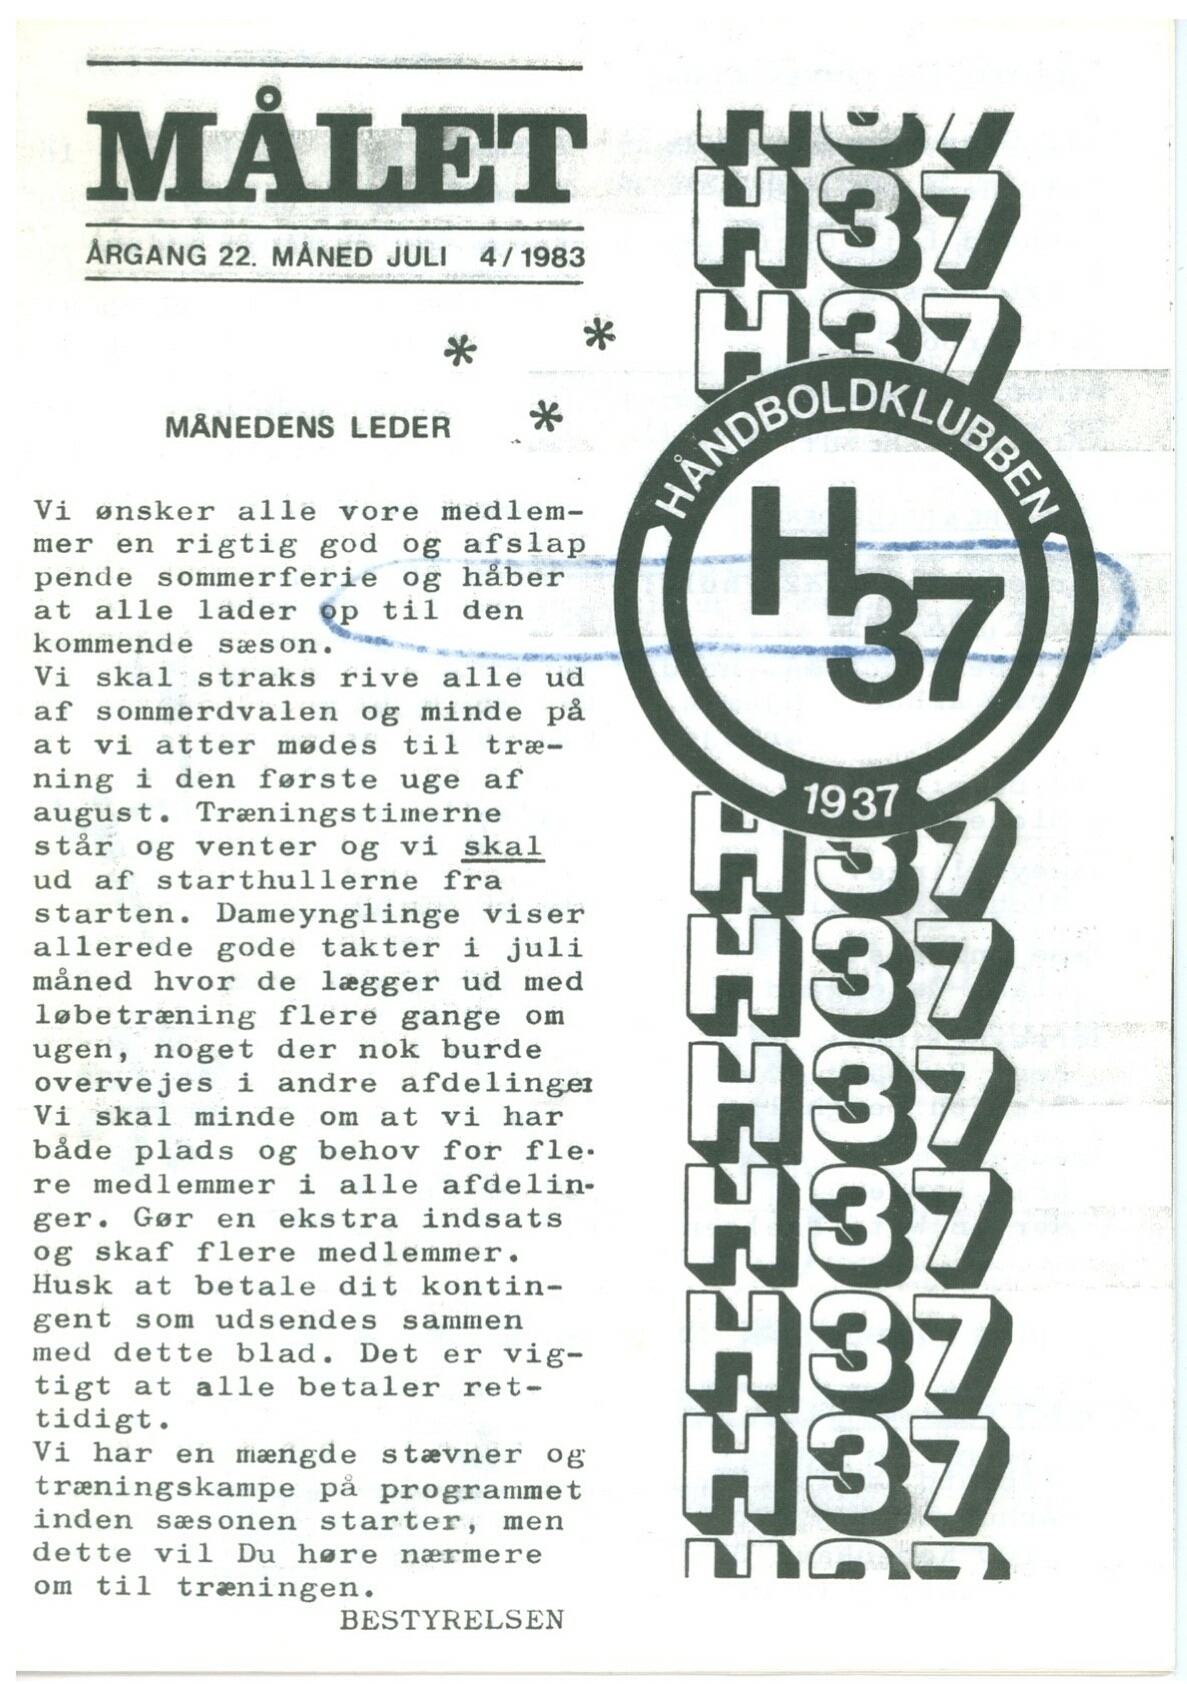 MÅLET
ÅRGANG 22. MÅNED JULI 4/1983
* *
MÅNEDENS LEDER *
Vi ønsker alle vore medlem-
mer en rigtig god og afslap
pende sommerferie og håber
at alle lader op til den
kommende sæson.
Vi skal straks rive alle ud
af sommerdvalen og minde på
at vi atter mødes til træ-
ning i den første uge af
august. Træningstimerne
står og venter og vi skal
ud af starthullerne fra
starten. Dameynglinge viser
allerede gode takter i juli
måned hvor de lægger ud med
løbetræning flere gange om
ugen, noget der nok burde
overvejes i andre afdelinger
Vi skal minde om at vi har
både plads og behov for fle-
re medlemmer i alle afdelin-
ger. Gør en ekstra indsats
og skaf flere medlemmer.
Husk at betale dit kontin-
gent som udsendes sammen
med dette blad. Det er vig-
tigt at alle betaler ret-
tidigt.
Vi har en mængde stævner og
træningskampe på programmet
inden sæsonen starter, men
dette vil Du høre nærmere
om til træningen.
BESTYRELSEN
H37
H37
H37
HÅNDBOLDKLUBBEN
H37
1937
H37
H37
H37
H37
H37
H37
H37